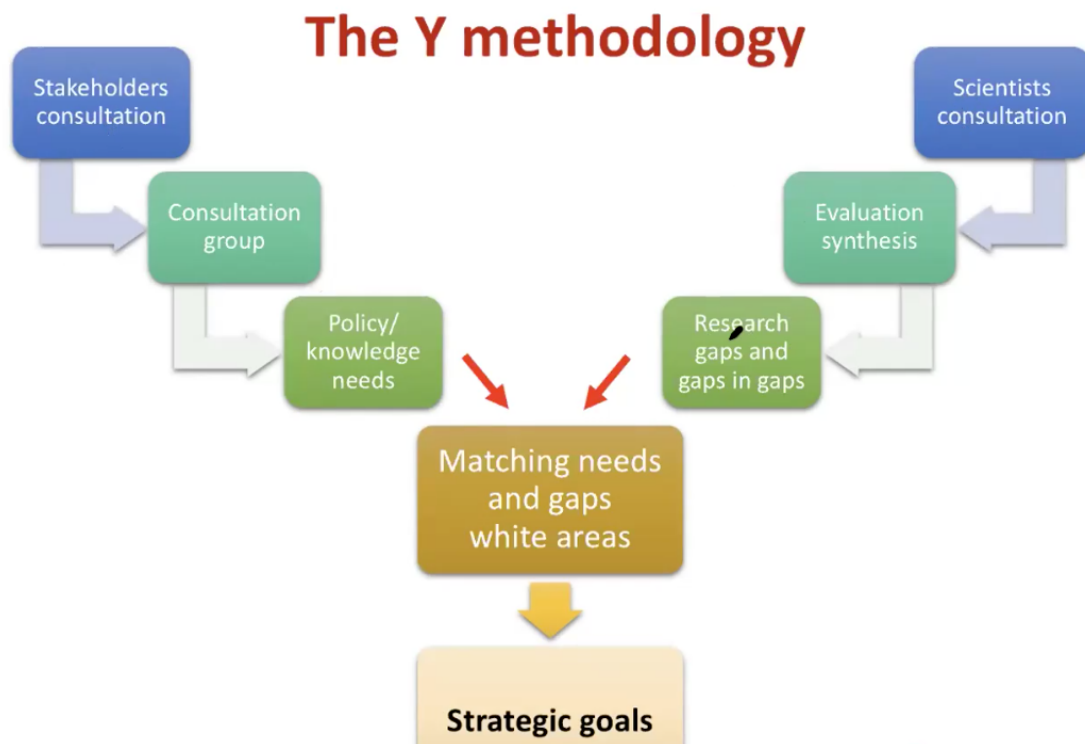 The Y methodology
Stakeholders
consultation
Scientists
consultation
Consultation
group
Evaluation
synthesis
Policy/
knowledge
needs
Research
gaps and
gaps in gaps
Matching needs
and gaps
white areas
Strategic goals